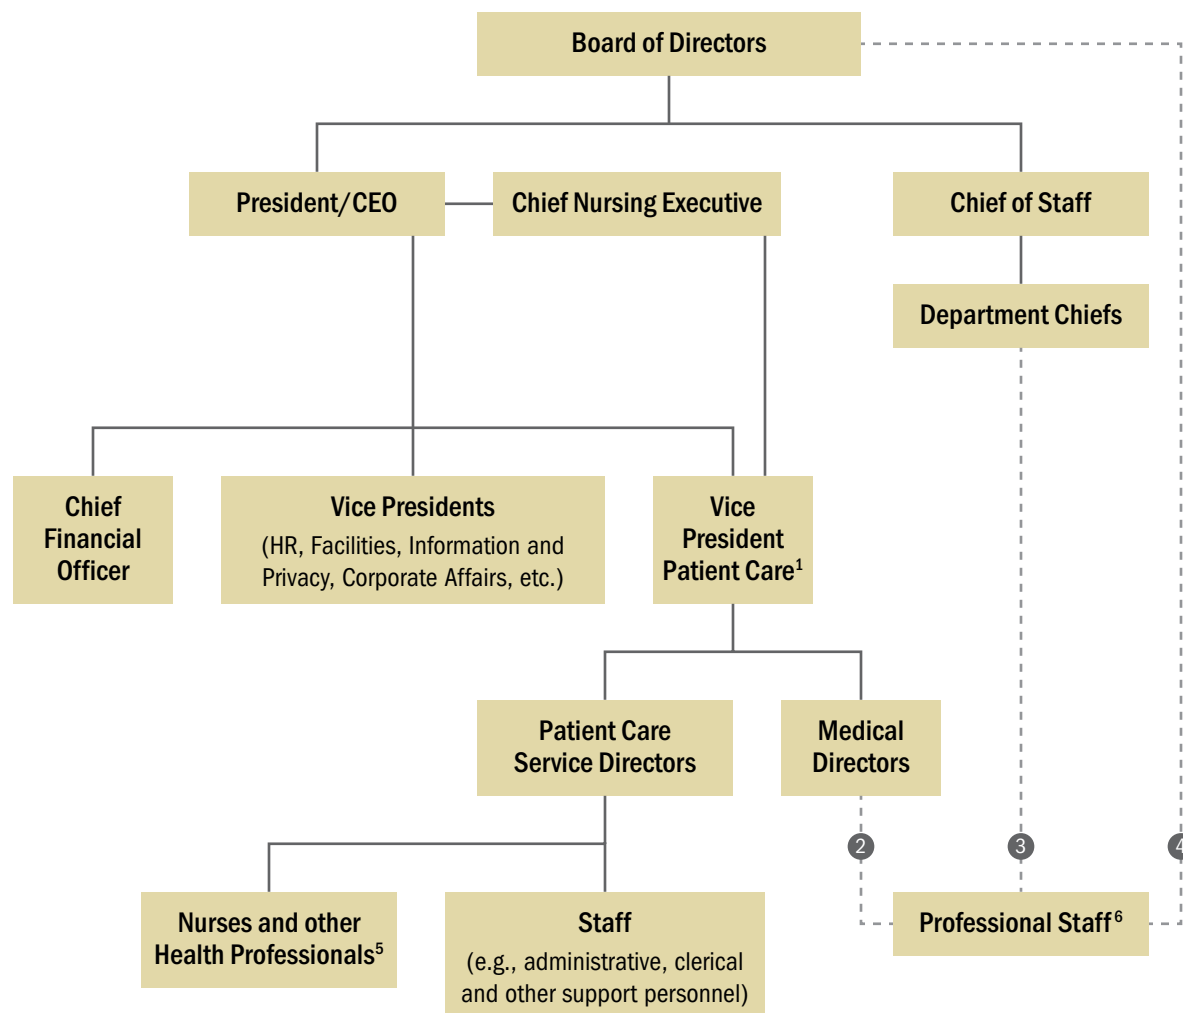 Board of Directors
President/CEO
Chief Nursing Executive
Chief of Staff
Department Chiefs
Chief
Financial
Officer
Vice Presidents
(HR, Facilities, Information and
Privacy, Corporate Affairs, etc.)
Vice
President
Patient Care¹
Patient Care
Service Directors
Medical
Directors
2
3
4
Nurses and other
Health Professionals⁵
Staff
(e.g., administrative, clerical
and other support personnel)
Professional Staff⁶